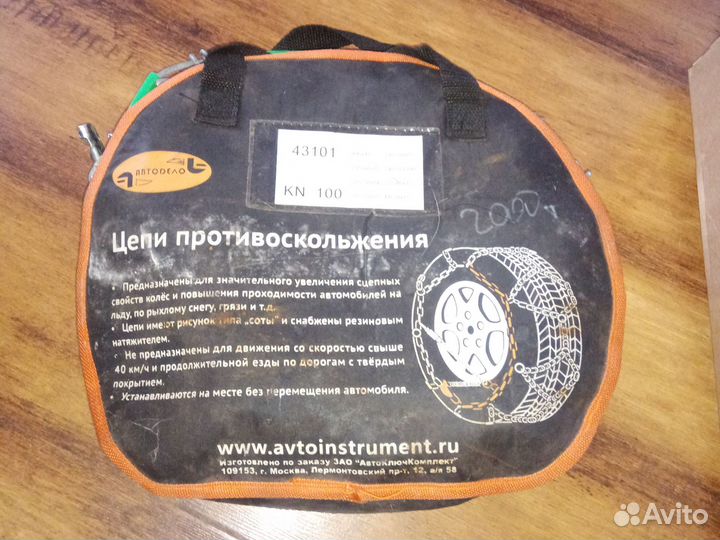 43101
KN 100
АВТОDЕЛО
2000
Цепи противоскольжения
• Предназначены для значительного увеличения сцепных
свойств колёс и повышения проходимости автомобилей на
льду, по рыхлому снегу, грязи и т.д.
• Цепи имеют рисунок типа „соты" и снабжены резиновым
натяжителем.
• Не предназначены для движения со скоростью свыше
40 км/ч и продолжительной езды по дорогам с твёрдым
покрытием.
• Устанавливаются на месте без перемещения автомобиля.
www.avtoinstrument.ru
Изготовлено по заказу ЗАО "АвтоКлючКомплект"
109153, г. Москва, Лермонтовский пр-т, 12, а/я 58
Avito